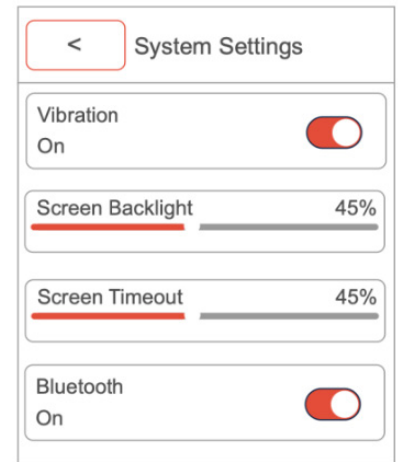 < System Settings
Vibration
On
Screen Backlight 45%
Screen Timeout 45%
Bluetooth
On